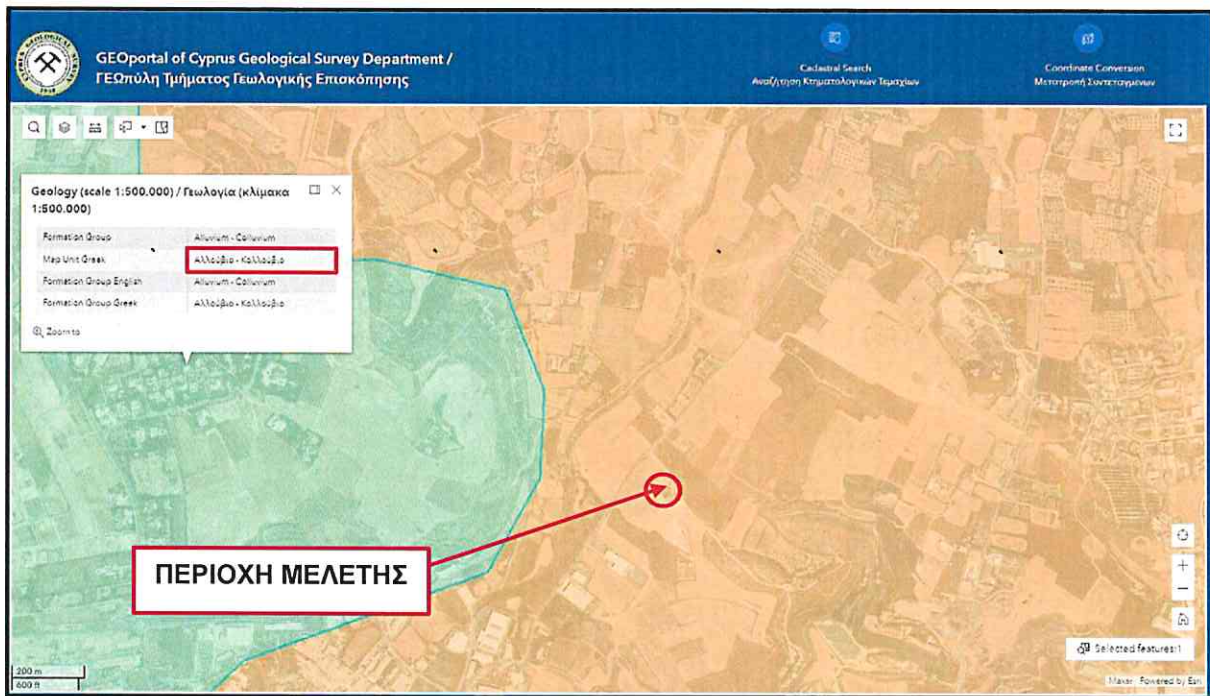 GEOportal of Cyprus Geological Survey Department /
ΓΕΩπύλη Τμήματος Γεωλογικής Επισκόπησης
Cadastral Search
Αναζήτηση Κτηματολογικών Τεμαχίων
Coordinate Conversion
Μετατροπή Συντεταγμένων
Geology (scale 1:500.000) / Γεωλογία (κλίμακα
1:500.000)
Formation Group Alluvium - Colluvium
Map Unit Greek Αλλούβιο - Κολλούβιο
Formation Group English Alluvium - Colluvium
Formation Group Greek Αλλούβιο - Κολλούβιο
Zoom to
ΠΕΡΙΟΧΗ ΜΕΛΕΤΗΣ
200 m
600 ft
Selected features:1
Maxar Powered by Esri